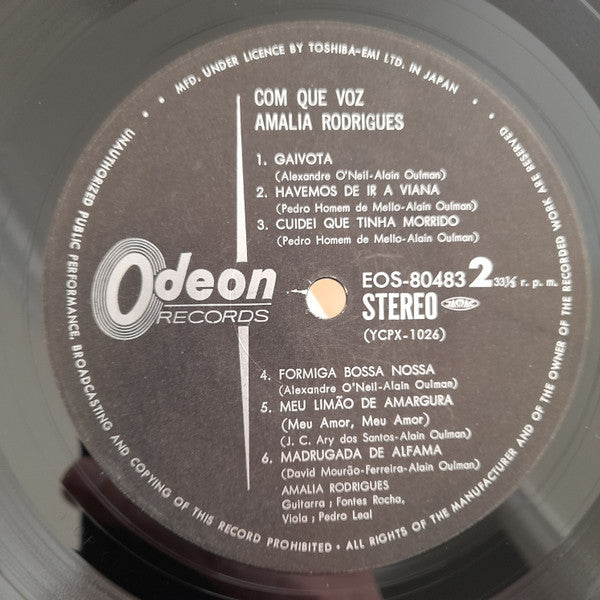 • MFD. UNDER LICENCE BY TOSHIBA-EMI LTD. IN JAPAN •
COM QUE VOZ
AMALIA RODRIGUES
1. GAIVOTA
(Alexandre O'Neil-Alain Oulman)
2. HAVEMOS DE IR A VIANA
(Pedro Homem de Mello-Alain Oulman)
3. CUIDEI QUE TINHA MORRIDO
(Pedro Homem de Mello-Alain Oulman)
Odeon
RECORDS
EOS-80483 2 33⅓ r. p. m.
STEREO JASRAC
(YCPX-1026)
4. FORMIGA BOSSA NOSSA
(Alexandre O'Neil-Alain Oulman)
5. MEU LIMÃO DE AMARGURA
(Meu Amor, Meu Amor)
(J. C. Ary dos Santos-Alain Oulman)
6. MADRUGADA DE ALFAMA
(David Mourão-Ferreira-Alain Oulman)
AMALIA RODRIGUES
Guitarra ; Fontes Rocha,
Viola ; Pedro Leal
UNAUTHORIZED PUBLIC PERFORMANCE, BROADCASTING AND COPYING OF THIS RECORD PROHIBITED • ALL RIGHTS OF THE MANUFACTURER AND OF THE OWNER OF THE RECORDED WORK ARE RESERVED